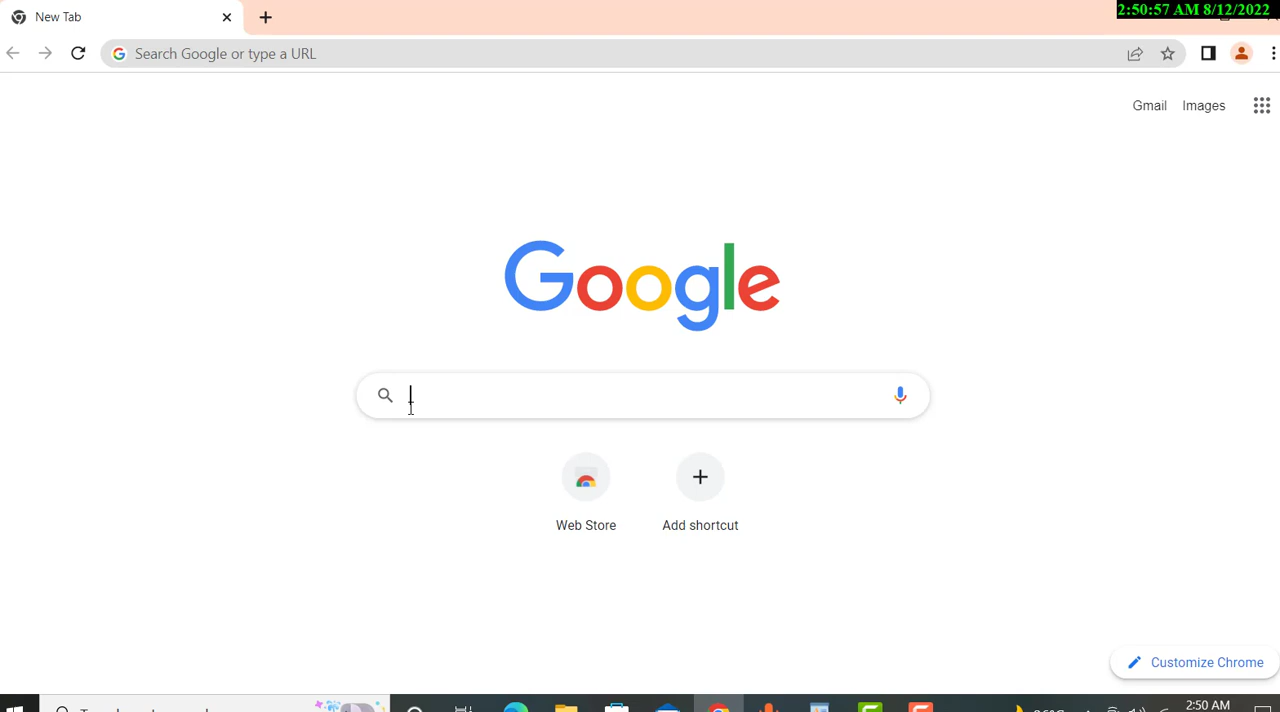 New Tab
2:50:57 AM 8/12/2022
Search Google or type a URL
Gmail Images
Google
Web Store Add shortcut
Customize Chrome
2:50 AM